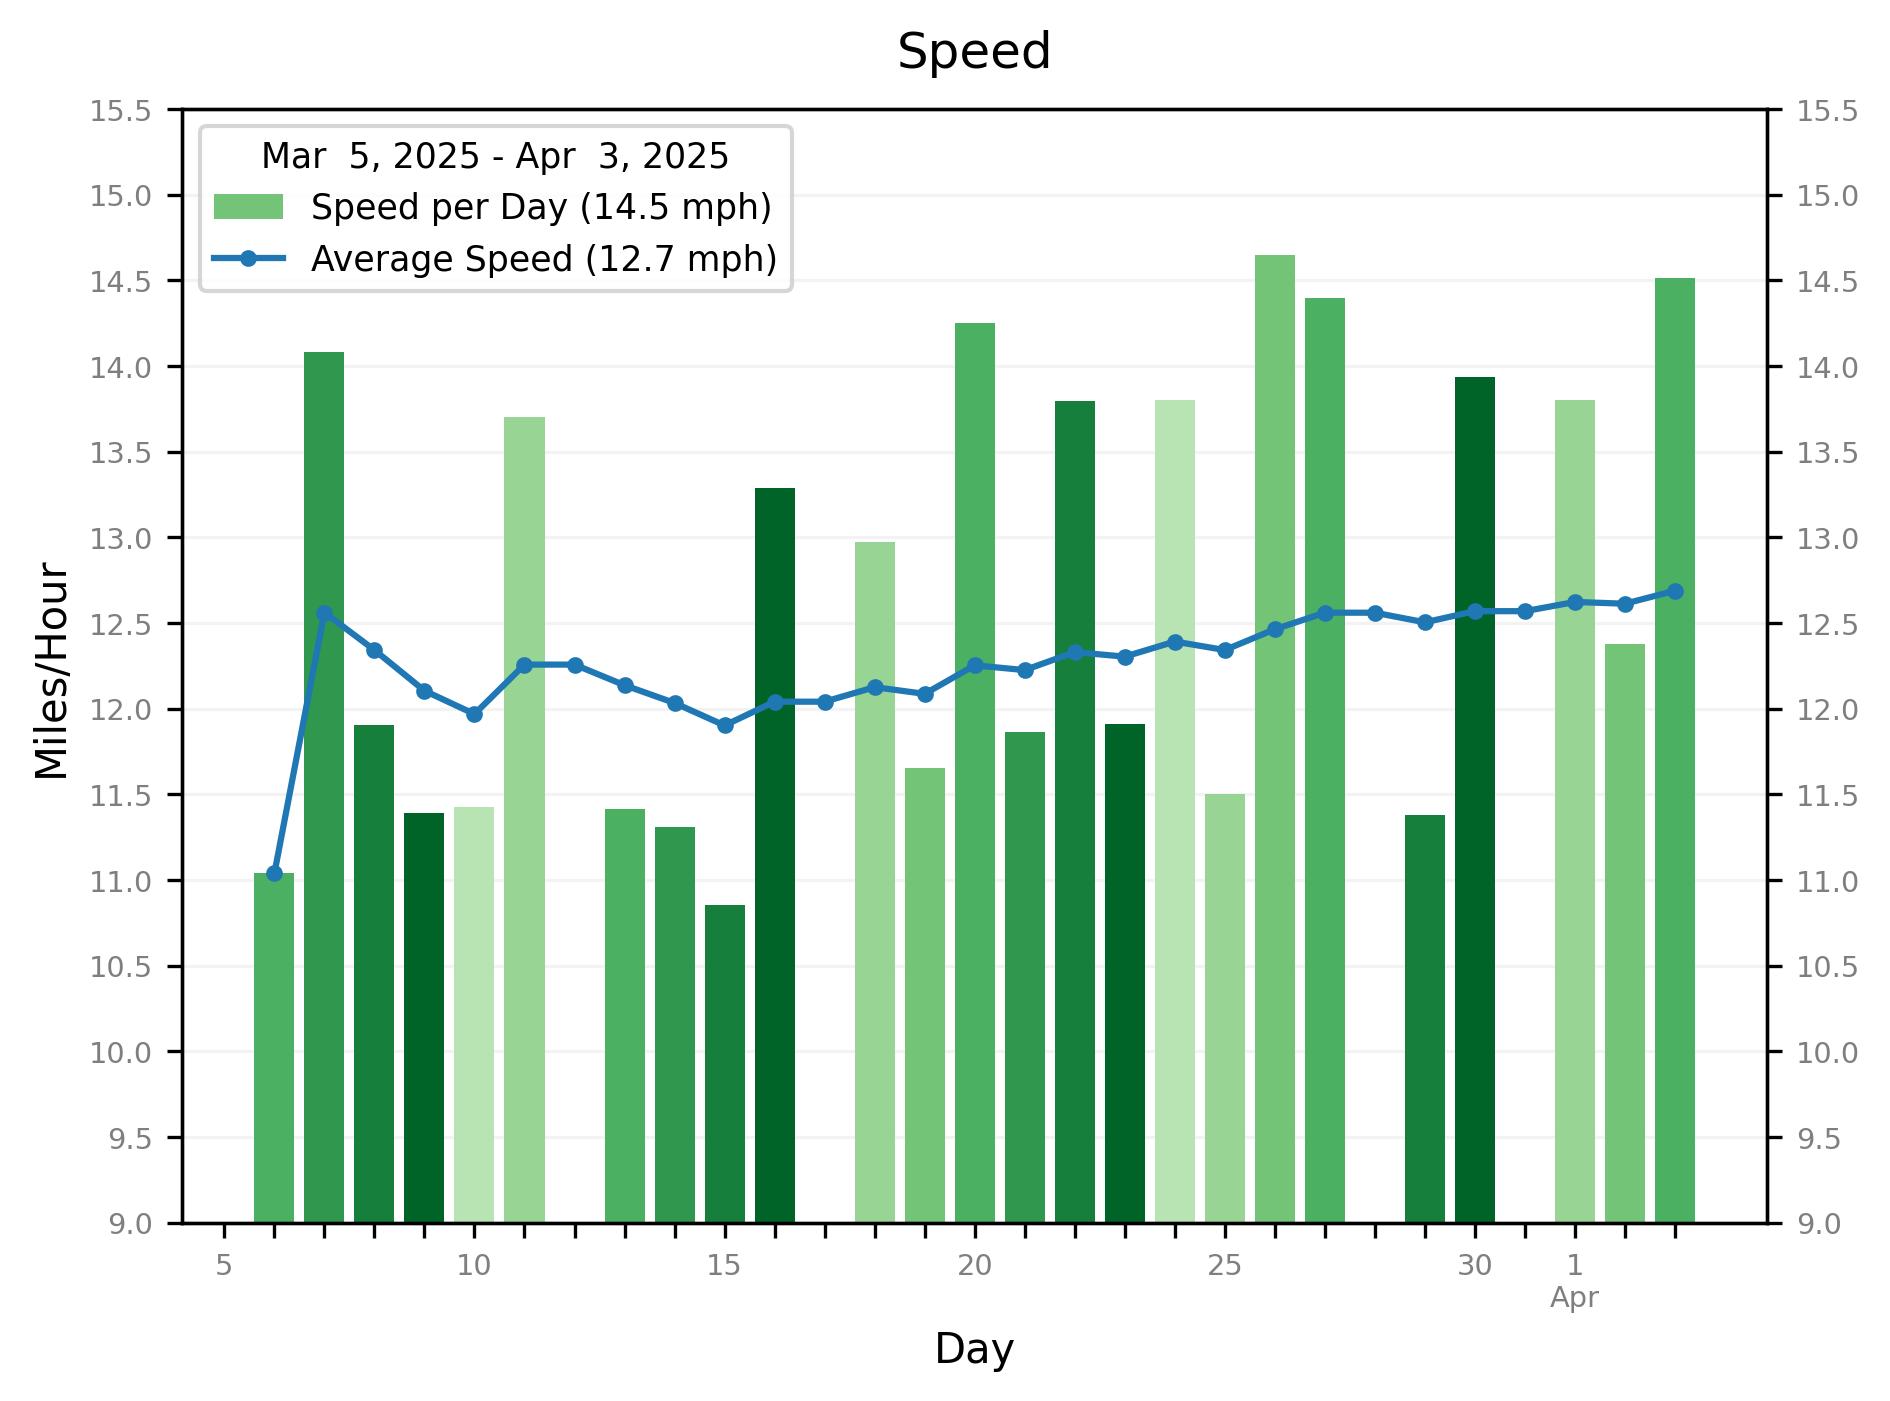 Speed
Mar  5, 2025 - Apr  3, 2025
Speed per Day (14.5 mph)
Average Speed (12.7 mph)
15.5 15.5
15.0 15.0
14.5 14.5
14.0 14.0
13.5 13.5
13.0 13.0
12.5 12.5
12.0 12.0
11.5 11.5
11.0 11.0
10.5 10.5
10.0 10.0
9.5 9.5
9.0 9.0
Miles/Hour
5 10 15 20 25 30 1
Apr
Day